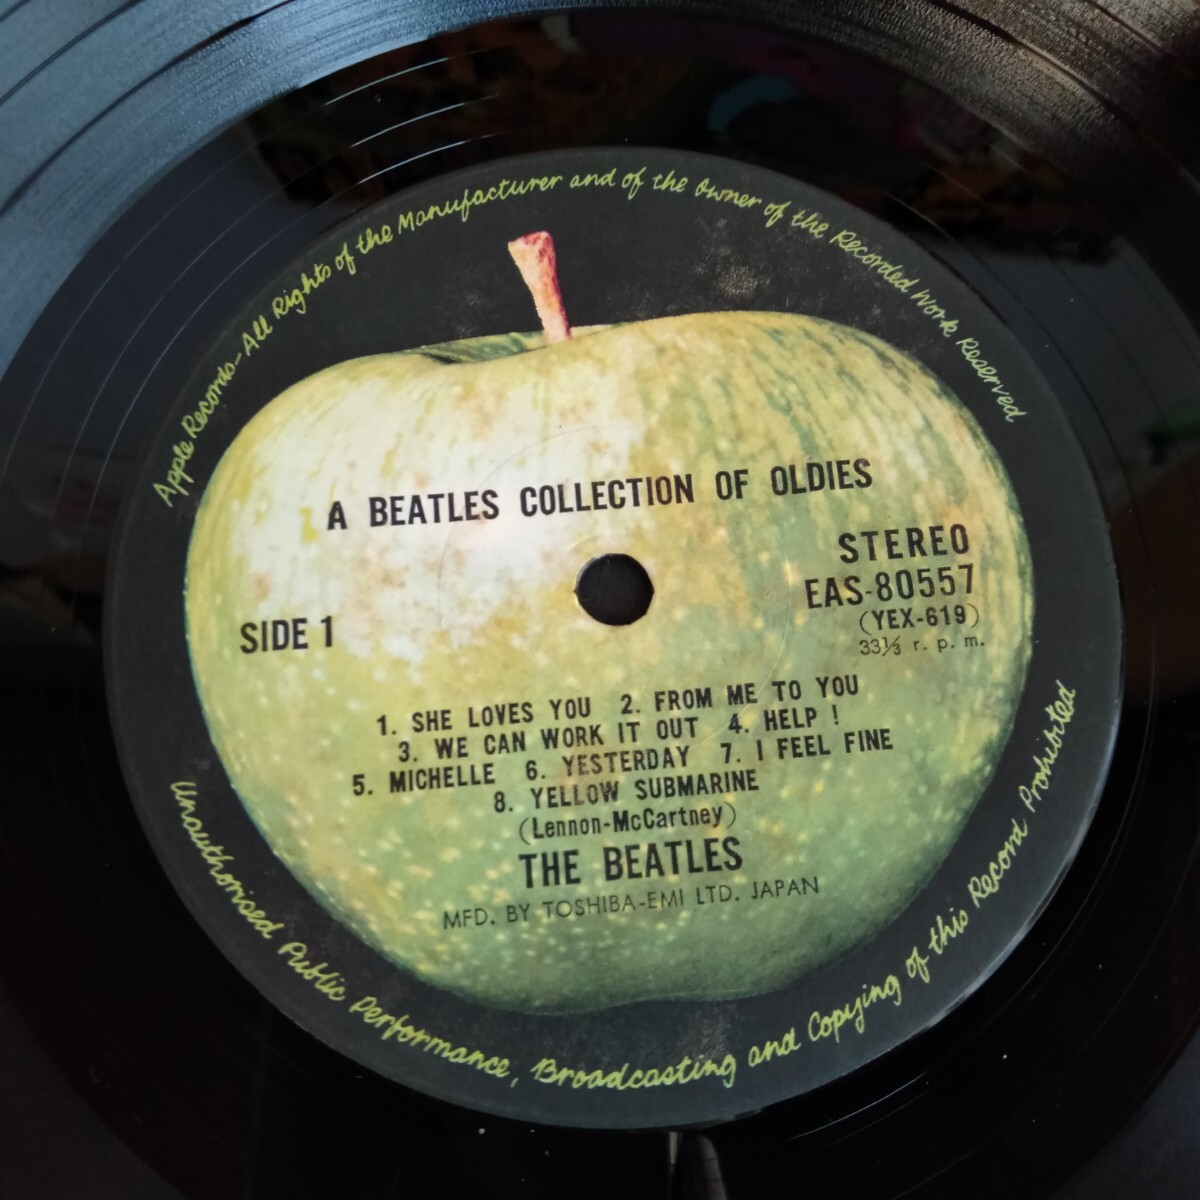 Apple Records-All Rights of the Manufacturer and of the Owner of the Recorded Work Reserved
A BEATLES COLLECTION OF OLDIES
STEREO
EAS-80557
(YEX-619)
33⅓ r. p. m.
SIDE 1
1. SHE LOVES YOU 2. FROM ME TO YOU
3. WE CAN WORK IT OUT 4. HELP !
5. MICHELLE 6. YESTERDAY 7. I FEEL FINE
8. YELLOW SUBMARINE
(Lennon-McCartney)
THE BEATLES
MFD. BY TOSHIBA-EMI LTD. JAPAN
Unauthorised Public Performance, Broadcasting and Copying of this Record Prohibited